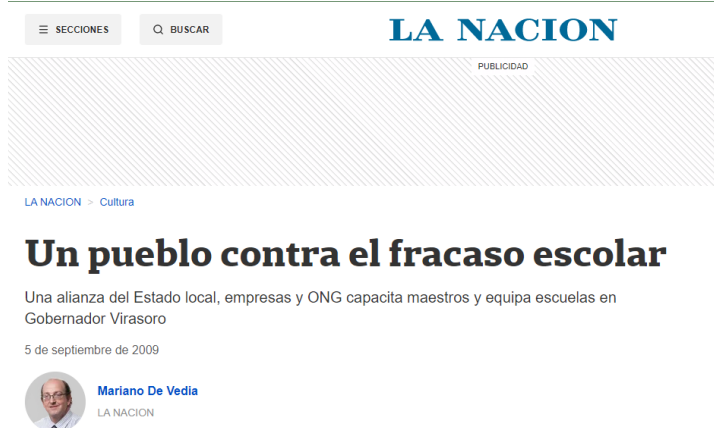 SECCIONES BUSCAR LA NACION
PUBLICIDAD
LA NACION > Cultura
Un pueblo contra el fracaso escolar
Una alianza del Estado local, empresas y ONG capacita maestros y equipa escuelas en
Gobernador Virasoro
5 de septiembre de 2009
Mariano De Vedia
LA NACION